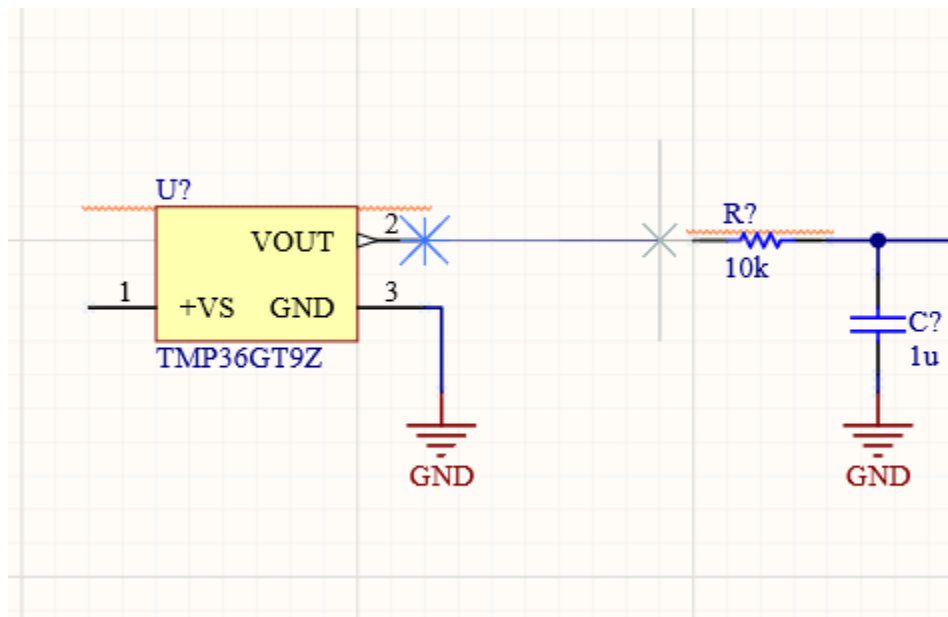 U?
VOUT 2
1 +VS GND 3
TMP36GT9Z
GND
R?
10k
C?
1u
GND